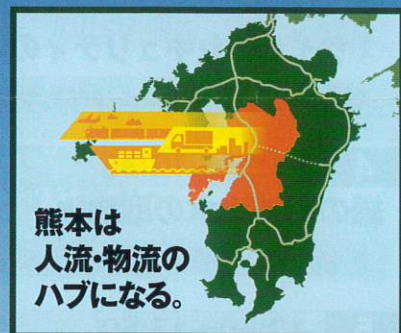 熊本は
人流・物流の
ハブになる。